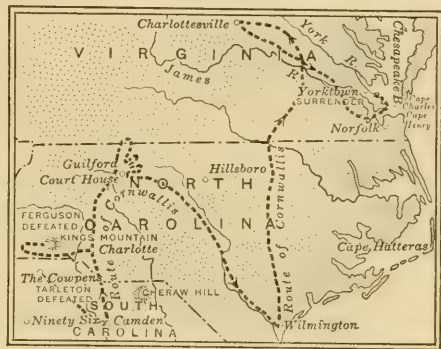 Charlottesville
York
R.
Chesapeake B.
VIRGINIA
James
R.
Yorktown
SURRENDER
Cape
Charles
Cape
Henry
Norfolk
Guilford
Court House
Hillsboro
NORTH
CAROLINA
Cornwallis
FERGUSON
DEFEATED
KINGS MOUNTAIN
Charlotte
Route of Cornwallis
Cape Hatteras
The Cowpens
TARLETON
DEFEATED
Route
CHERAW HILL
SOUTH
Ninety Six
Camden
CAROLINA
Wilmington